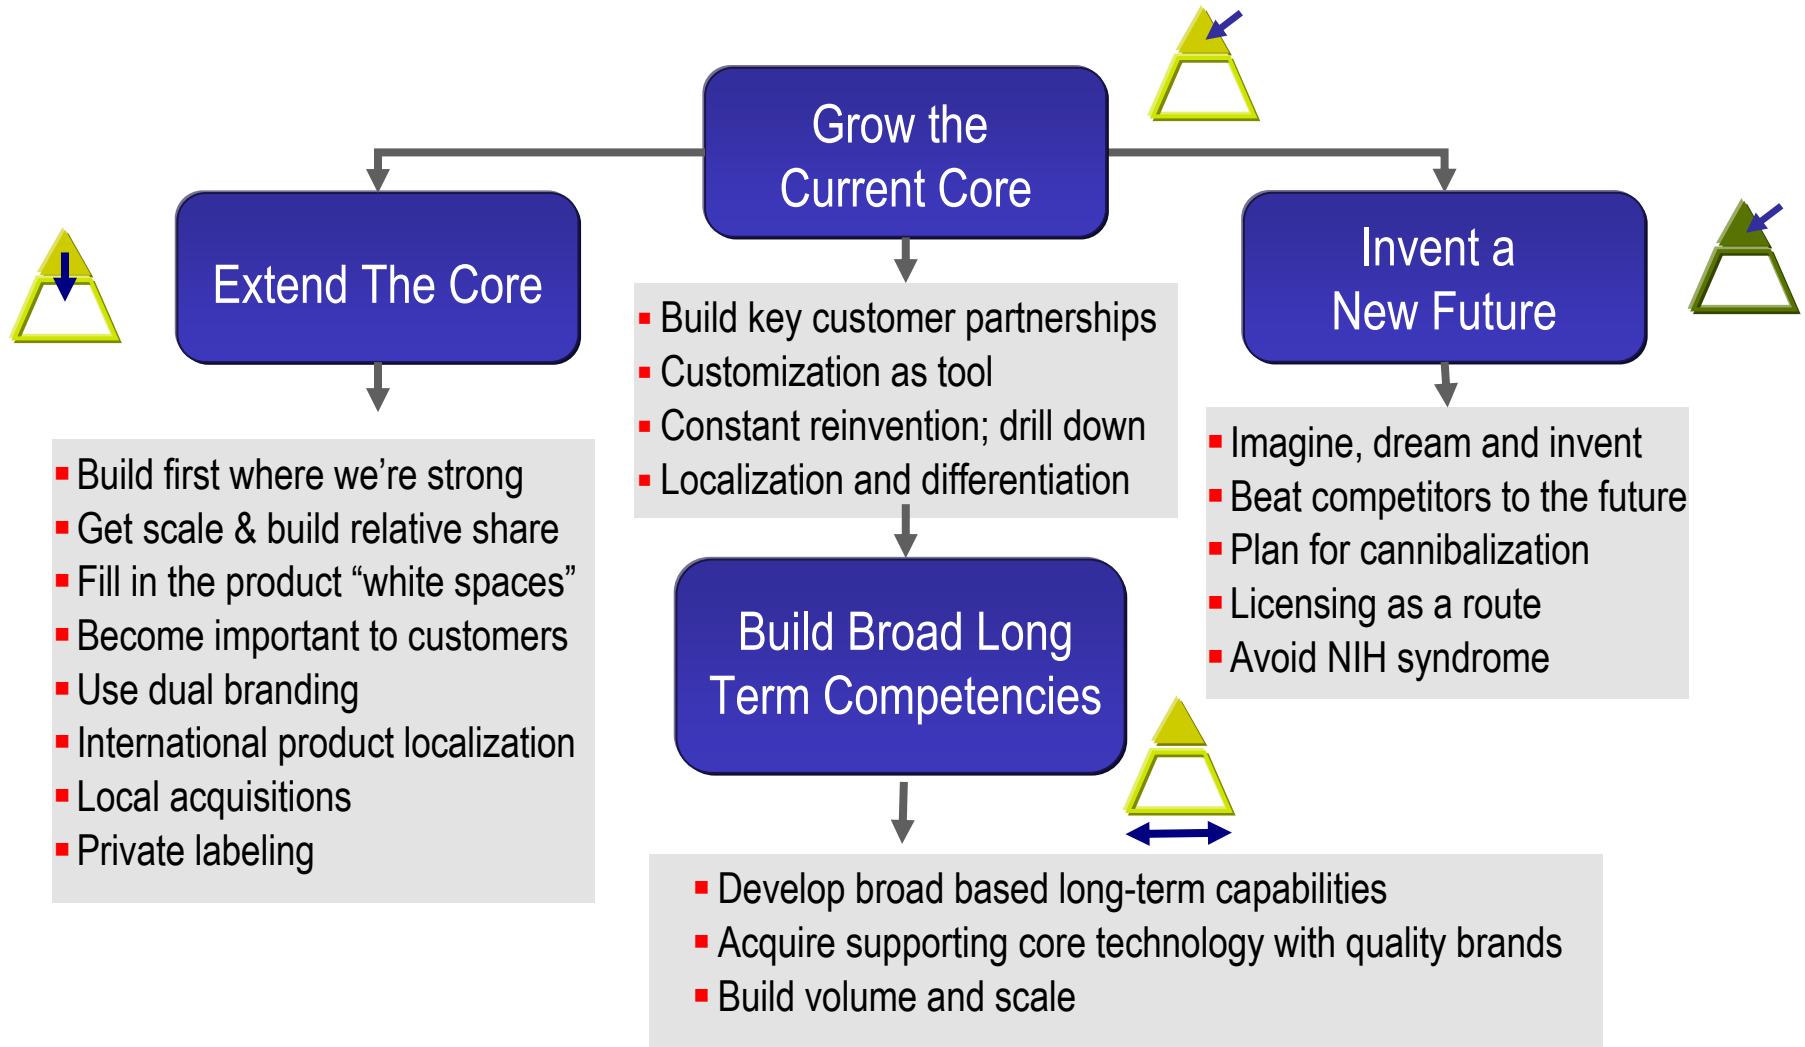 Grow the
Current Core
Extend The Core
Invent a
New Future
▪ Build key customer partnerships
▪ Customization as tool
▪ Constant reinvention; drill down
▪ Localization and differentiation
▪ Build first where we’re strong
▪ Get scale & build relative share
▪ Fill in the product “white spaces”
▪ Become important to customers
▪ Use dual branding
▪ International product localization
▪ Local acquisitions
▪ Private labeling
▪ Imagine, dream and invent
▪ Beat competitors to the future
▪ Plan for cannibalization
▪ Licensing as a route
▪ Avoid NIH syndrome
Build Broad Long
Term Competencies
▪ Develop broad based long-term capabilities
▪ Acquire supporting core technology with quality brands
▪ Build volume and scale